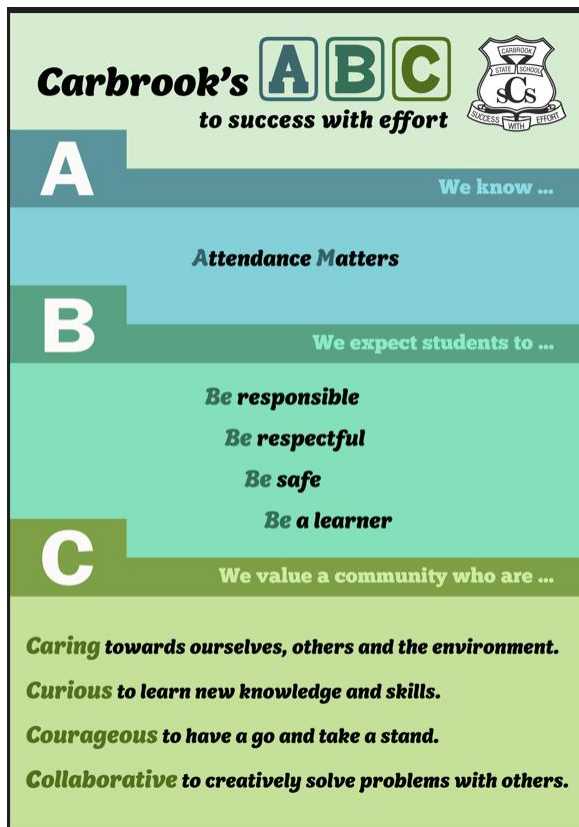 Carbrook's A B C
to success with effort
CARBROOK
STATE SCHOOL
sCs
SUCCESS WITH EFFORT
A
We know ...
Attendance Matters
B
We expect students to ...
Be responsible
Be respectful
Be safe
Be a learner
C
We value a community who are ...
Caring towards ourselves, others and the environment.
Curious to learn new knowledge and skills.
Courageous to have a go and take a stand.
Collaborative to creatively solve problems with others.